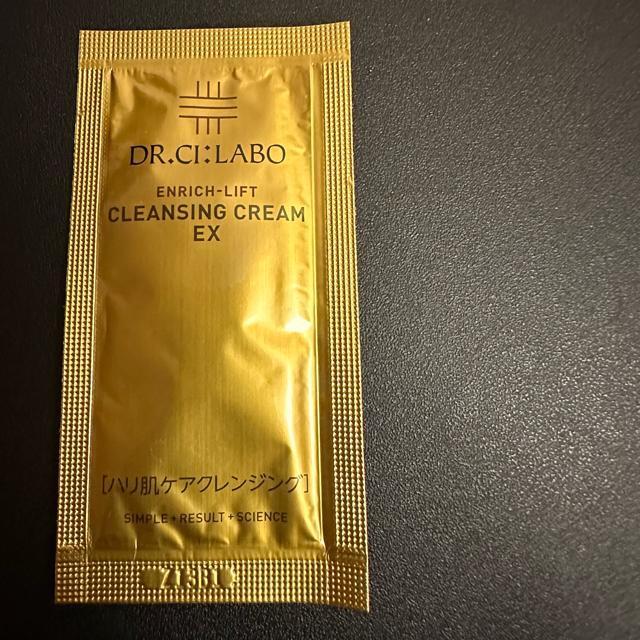 DR.CI:LABO
ENRICH-LIFT
CLEANSING CREAM
EX
[ハリ肌ケアクレンジング]
SIMPLE+RESULT+SCIENCE
Z15B1